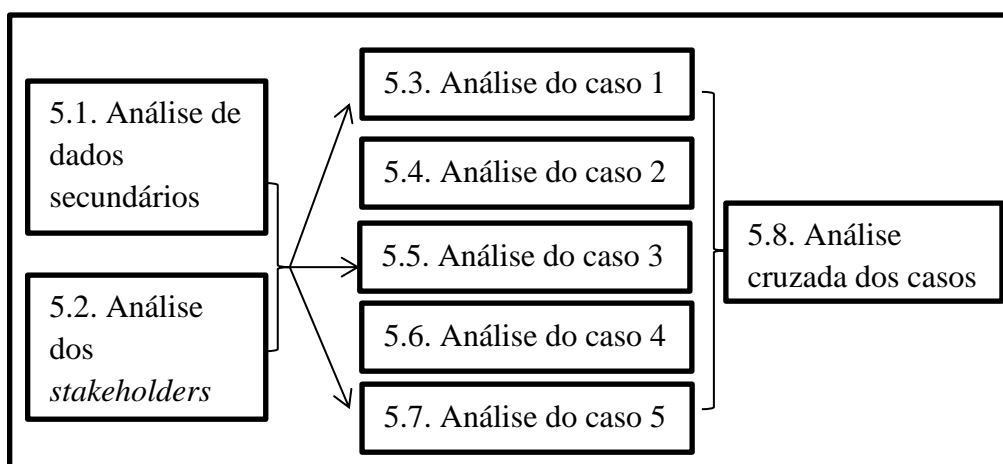 5.1. Análise de
dados
secundários
5.2. Análise
dos
stakeholders
5.3. Análise do caso 1
5.4. Análise do caso 2
5.5. Análise do caso 3
5.6. Análise do caso 4
5.7. Análise do caso 5
5.8. Análise
cruzada dos casos